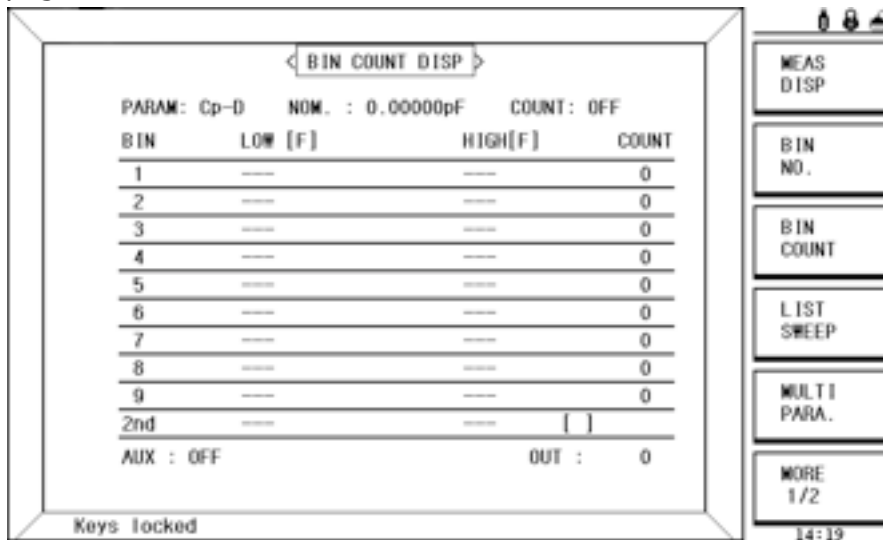 < BIN COUNT DISP >
PARAM: Cp-D NOM. : 0.00000pF COUNT: OFF
BIN LOW [F] HIGH[F] COUNT
1 --- --- 0
2 --- --- 0
3 --- --- 0
4 --- --- 0
5 --- --- 0
6 --- --- 0
7 --- --- 0
8 --- --- 0
9 --- --- 0
2nd --- --- [ ]
AUX : OFF OUT : 0
Keys locked
MEAS
DISP
BIN
NO.
BIN
COUNT
LIST
SWEEP
MULTI
PARA.
MORE
1/2
14:19